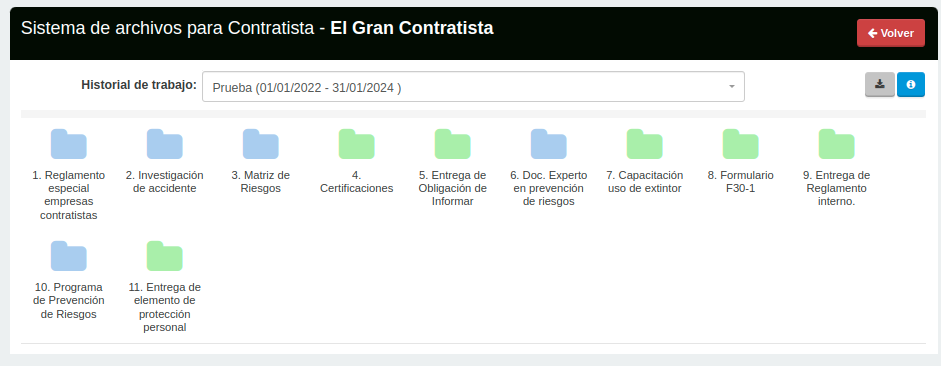 Sistema de archivos para Contratista - El Gran Contratista
Volver
Historial de trabajo:
Prueba (01/01/2022 - 31/01/2024 )
1. Reglamento
especial
empresas
contratistas
2. Investigación
de accidente
3. Matriz de
Riesgos
4.
Certificaciones
5. Entrega de
Obligación de
Informar
6. Doc. Experto
en prevención
de riesgos
7. Capacitación
uso de extintor
8. Formulario
F30-1
9. Entrega de
Reglamento
interno.
10. Programa
de Prevención
de Riesgos
11. Entrega de
elemento de
protección
personal